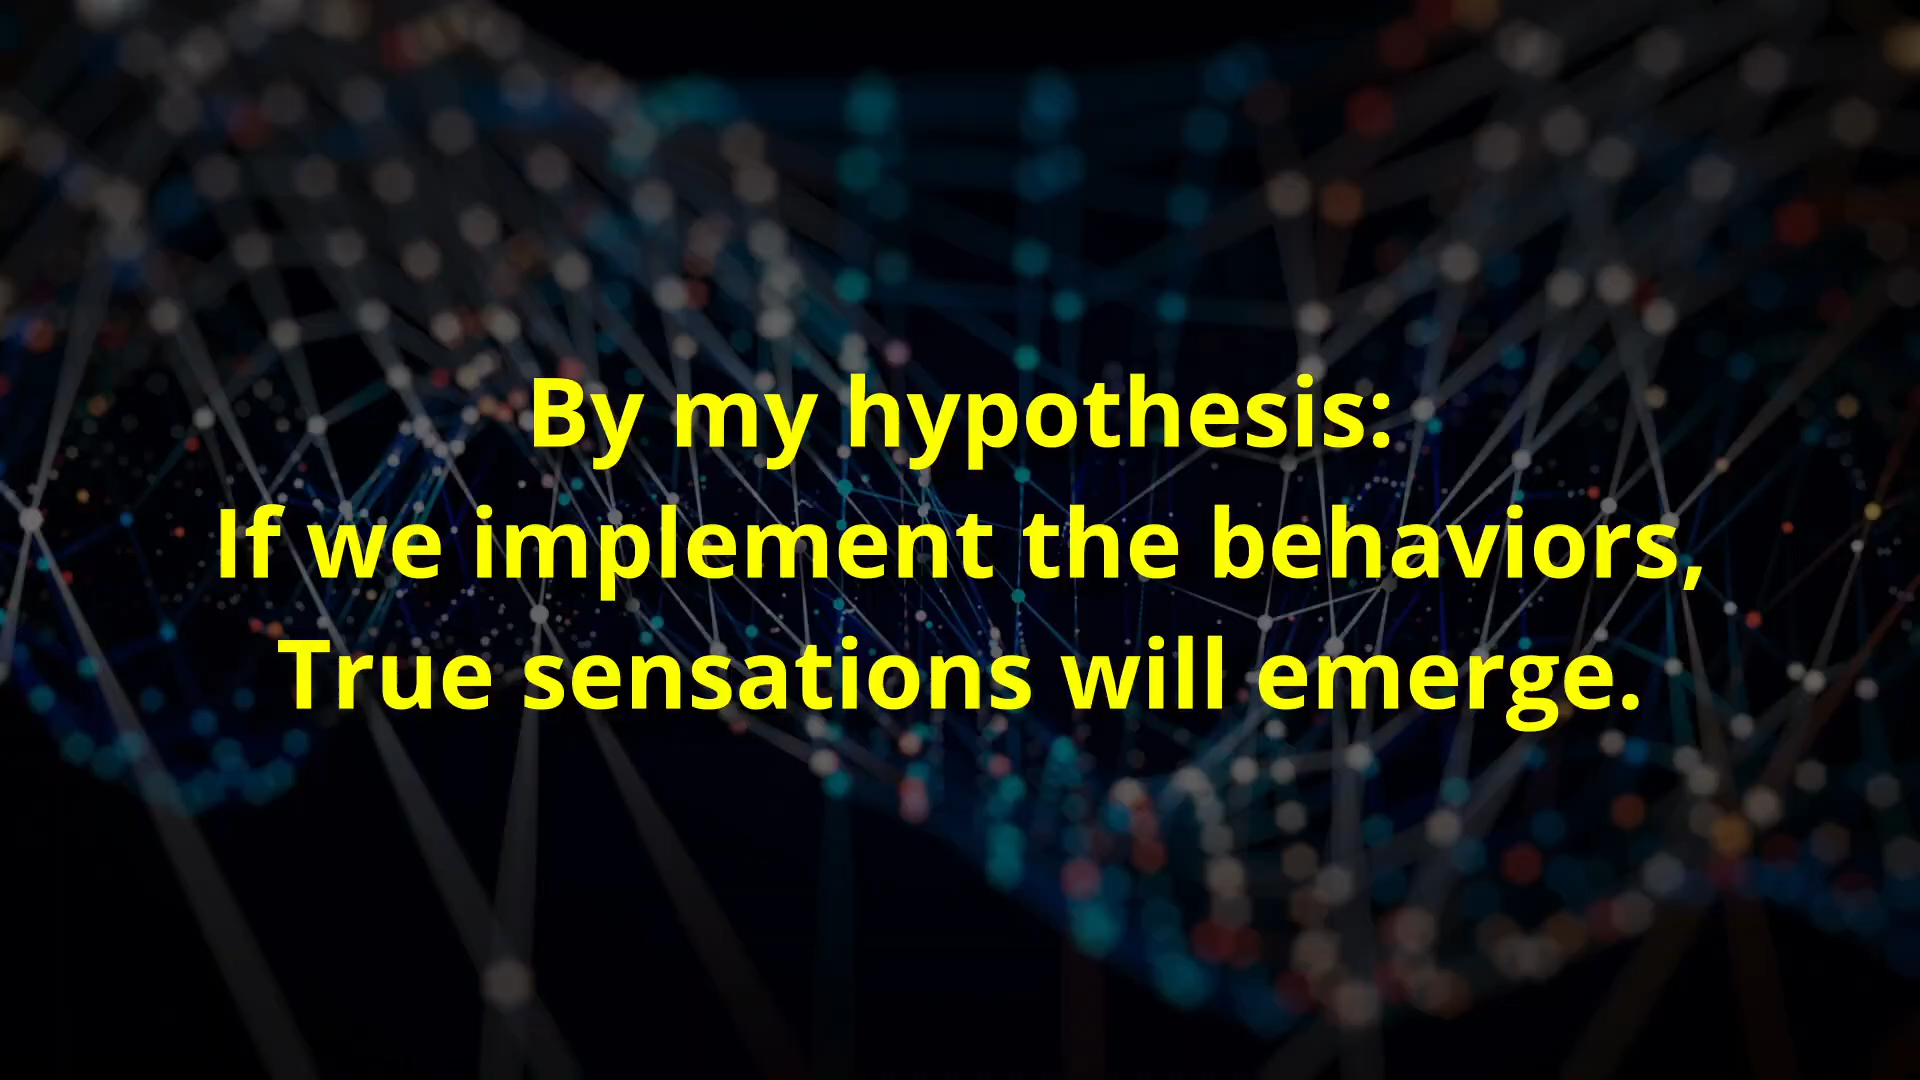 By my hypothesis:
If we implement the behaviors,
True sensations will emerge.